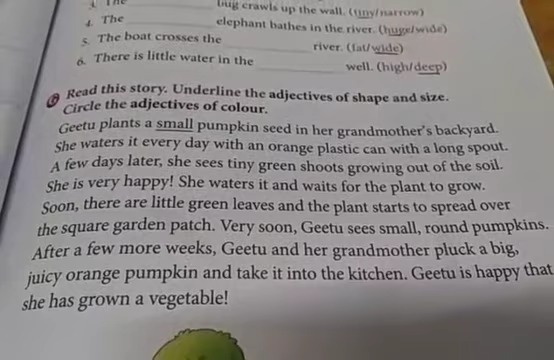 3. The ________ bug crawls up the wall. (tiny/narrow)
4. The ________ elephant bathes in the river. (huge/wide)
5. The boat crosses the ________ river. (fat/wide)
6. There is little water in the ________ well. (high/deep)
Read this story. Underline the adjectives of shape and size.
Circle the adjectives of colour.
Geetu plants a small pumpkin seed in her grandmother's backyard.
She waters it every day with an orange plastic can with a long spout.
A few days later, she sees tiny green shoots growing out of the soil.
She is very happy! She waters it and waits for the plant to grow.
Soon, there are little green leaves and the plant starts to spread over
the square garden patch. Very soon, Geetu sees small, round pumpkins.
After a few more weeks, Geetu and her grandmother pluck a big,
juicy orange pumpkin and take it into the kitchen. Geetu is happy that
she has grown a vegetable!